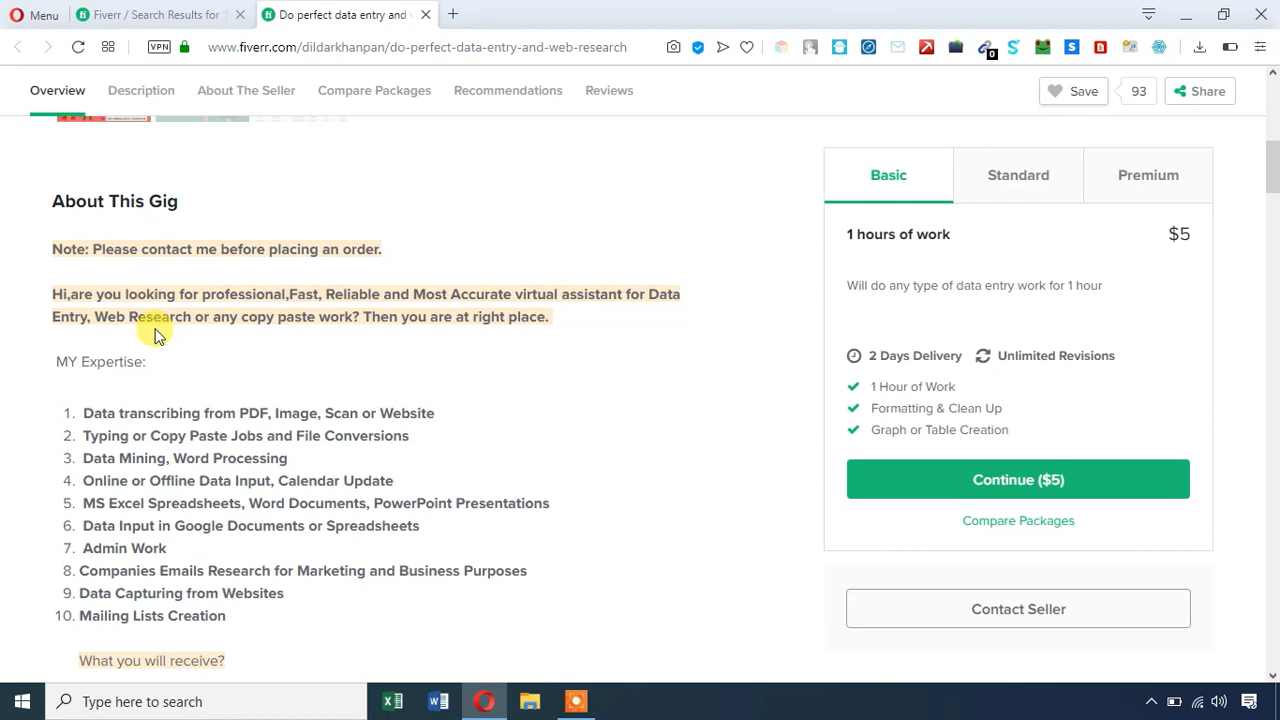 Menu
Fiverr / Search Results for '
Do perfect data entry and
VPN
www.fiverr.com/dildarkhanpan/do-perfect-data-entry-and-web-research
0
Overview
Description
About The Seller
Compare Packages
Recommendations
Reviews
Save
93
Share
About This Gig
Note: Please contact me before placing an order.
Hi,are you looking for professional,Fast, Reliable and Most Accurate virtual assistant for Data
Entry, Web Research or any copy paste work? Then you are at right place.
MY Expertise:
1. Data transcribing from PDF, Image, Scan or Website
2. Typing or Copy Paste Jobs and File Conversions
3. Data Mining, Word Processing
4. Online or Offline Data Input, Calendar Update
5. MS Excel Spreadsheets, Word Documents, PowerPoint Presentations
6. Data Input in Google Documents or Spreadsheets
7. Admin Work
8. Companies Emails Research for Marketing and Business Purposes
9. Data Capturing from Websites
10. Mailing Lists Creation
What you will receive?
Basic
Standard
Premium
1 hours of work
$5
Will do any type of data entry work for 1 hour
2 Days Delivery
Unlimited Revisions
1 Hour of Work
Formatting & Clean Up
Graph or Table Creation
Continue ($5)
Compare Packages
Contact Seller
Type here to search